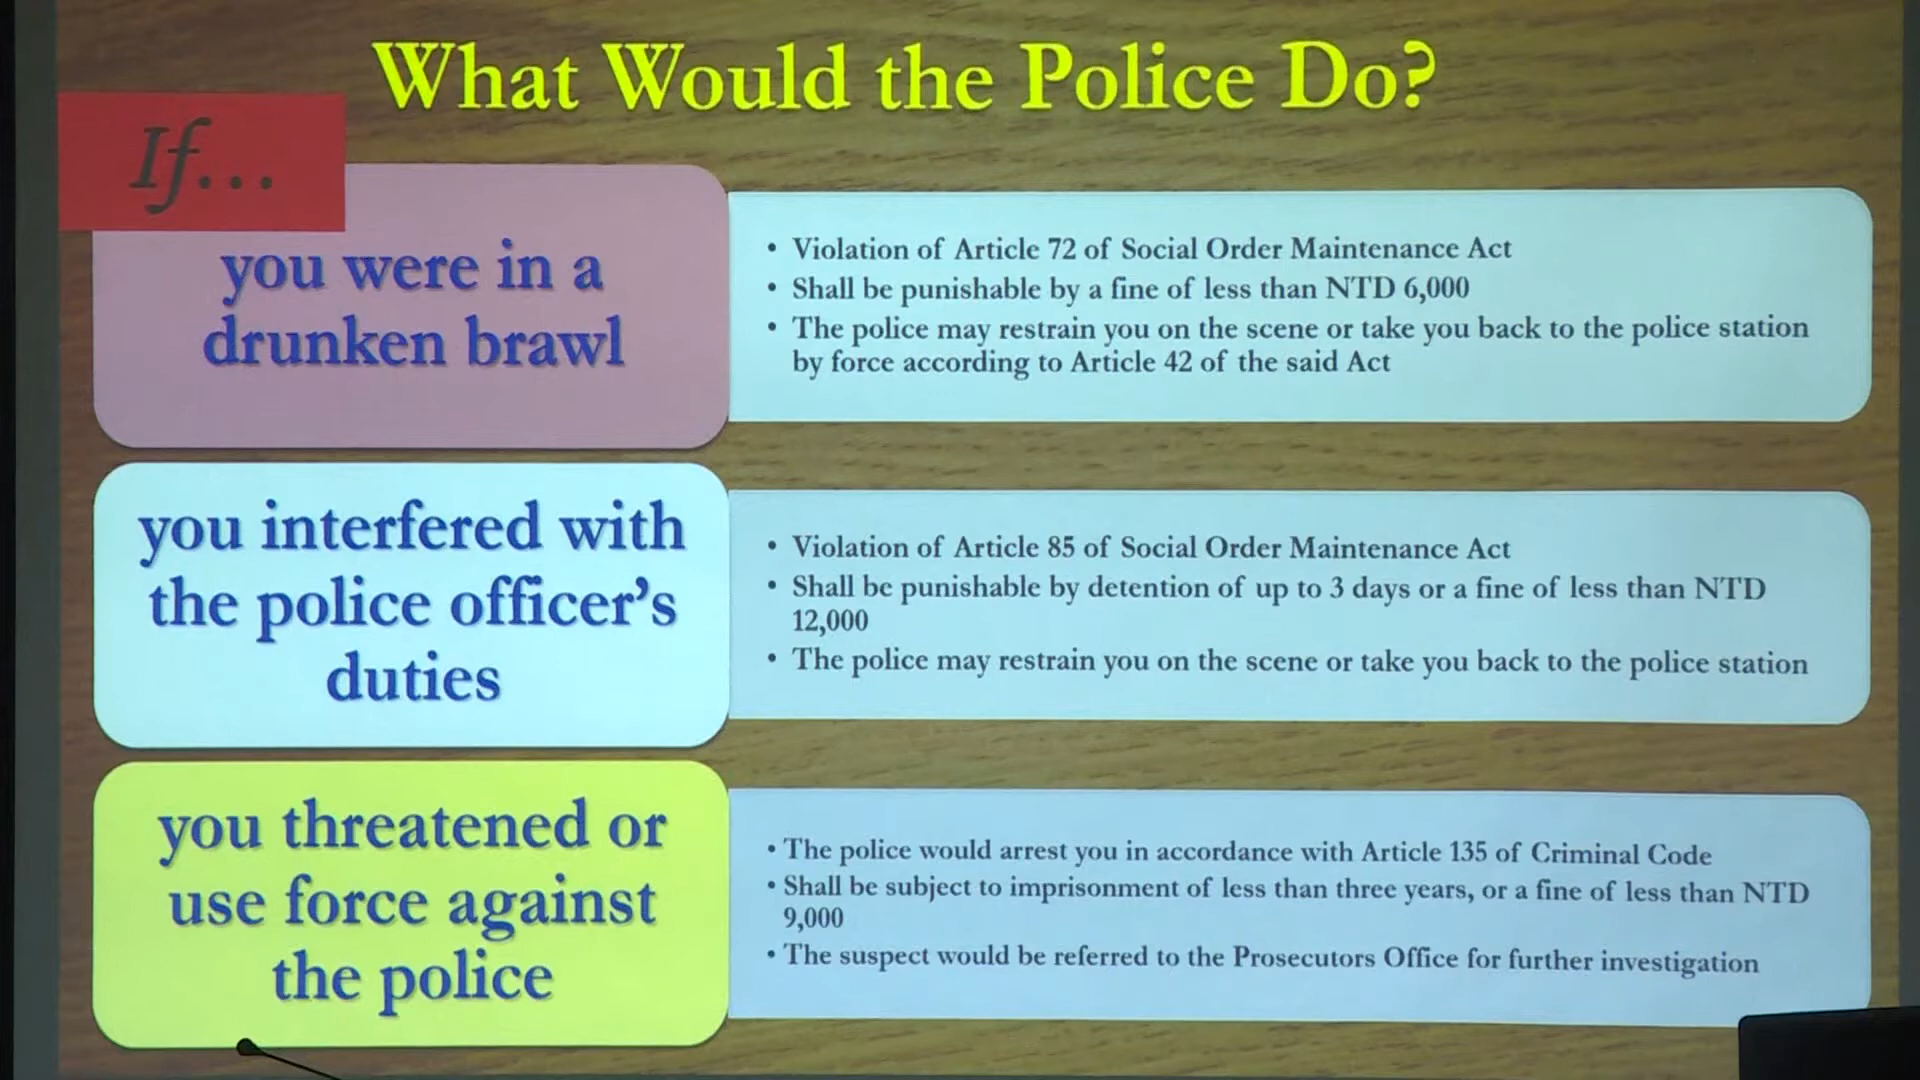 What Would the Police Do?
If...
you were in a
drunken brawl
• Violation of Article 72 of Social Order Maintenance Act
• Shall be punishable by a fine of less than NTD 6,000
• The police may restrain you on the scene or take you back to the police station
by force according to Article 42 of the said Act
you interfered with
the police officer's
duties
• Violation of Article 85 of Social Order Maintenance Act
• Shall be punishable by detention of up to 3 days or a fine of less than NTD
12,000
• The police may restrain you on the scene or take you back to the police station
you threatened or
use force against
the police
• The police would arrest you in accordance with Article 135 of Criminal Code
• Shall be subject to imprisonment of less than three years, or a fine of less than NTD
9,000
• The suspect would be referred to the Prosecutors Office for further investigation